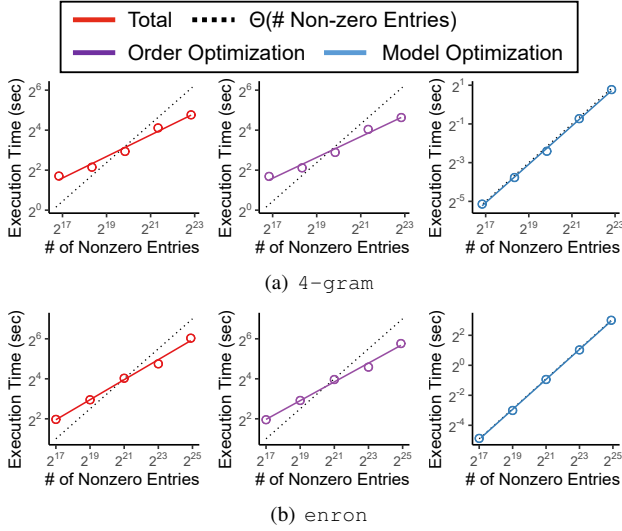 Total Θ(# Non-zero Entries)
Order Optimization Model Optimization
Execution Time (sec)
2^6
2^4
2^2
2^0
2^17 2^19 2^21 2^23
# of Nonzero Entries
Execution Time (sec)
2^6
2^4
2^2
2^0
2^17 2^19 2^21 2^23
# of Nonzero Entries
Execution Time (sec)
2^1
2^-1
2^-3
2^-5
2^17 2^19 2^21 2^23
# of Nonzero Entries
(a) 4-gram
Execution Time (sec)
2^6
2^4
2^2
2^17 2^19 2^21 2^23 2^25
# of Nonzero Entries
Execution Time (sec)
2^6
2^4
2^2
2^17 2^19 2^21 2^23 2^25
# of Nonzero Entries
Execution Time (sec)
2^2
2^0
2^-2
2^-4
2^17 2^19 2^21 2^23 2^25
# of Nonzero Entries
(b) enron